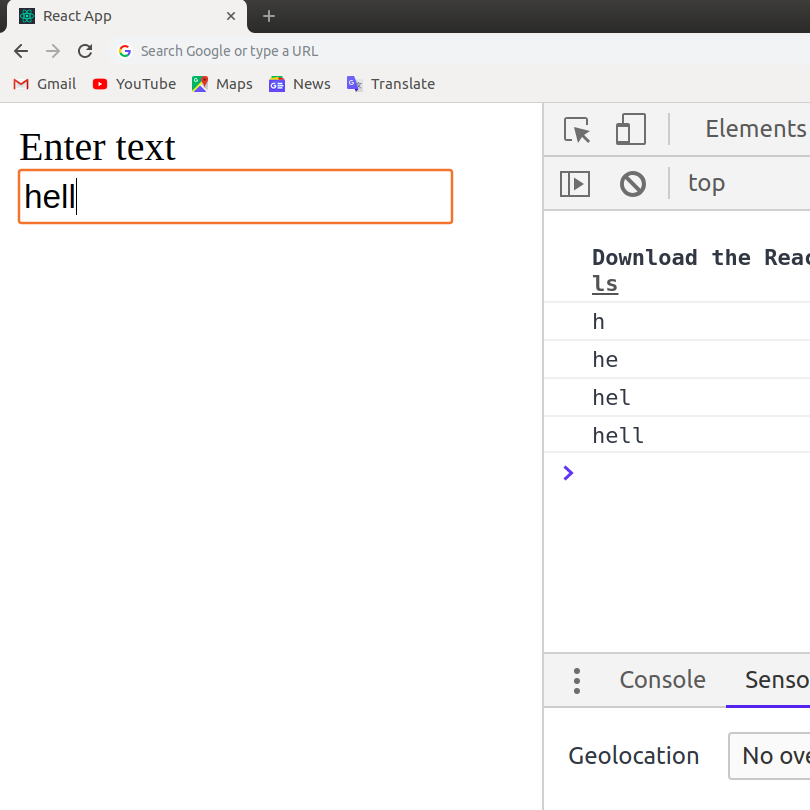 React App
Search Google or type a URL
Gmail YouTube Maps News Translate
Enter text
hell
Elements
top
Download the Reac
ls
h
he
hel
hell
Console Senso
Geolocation No ove